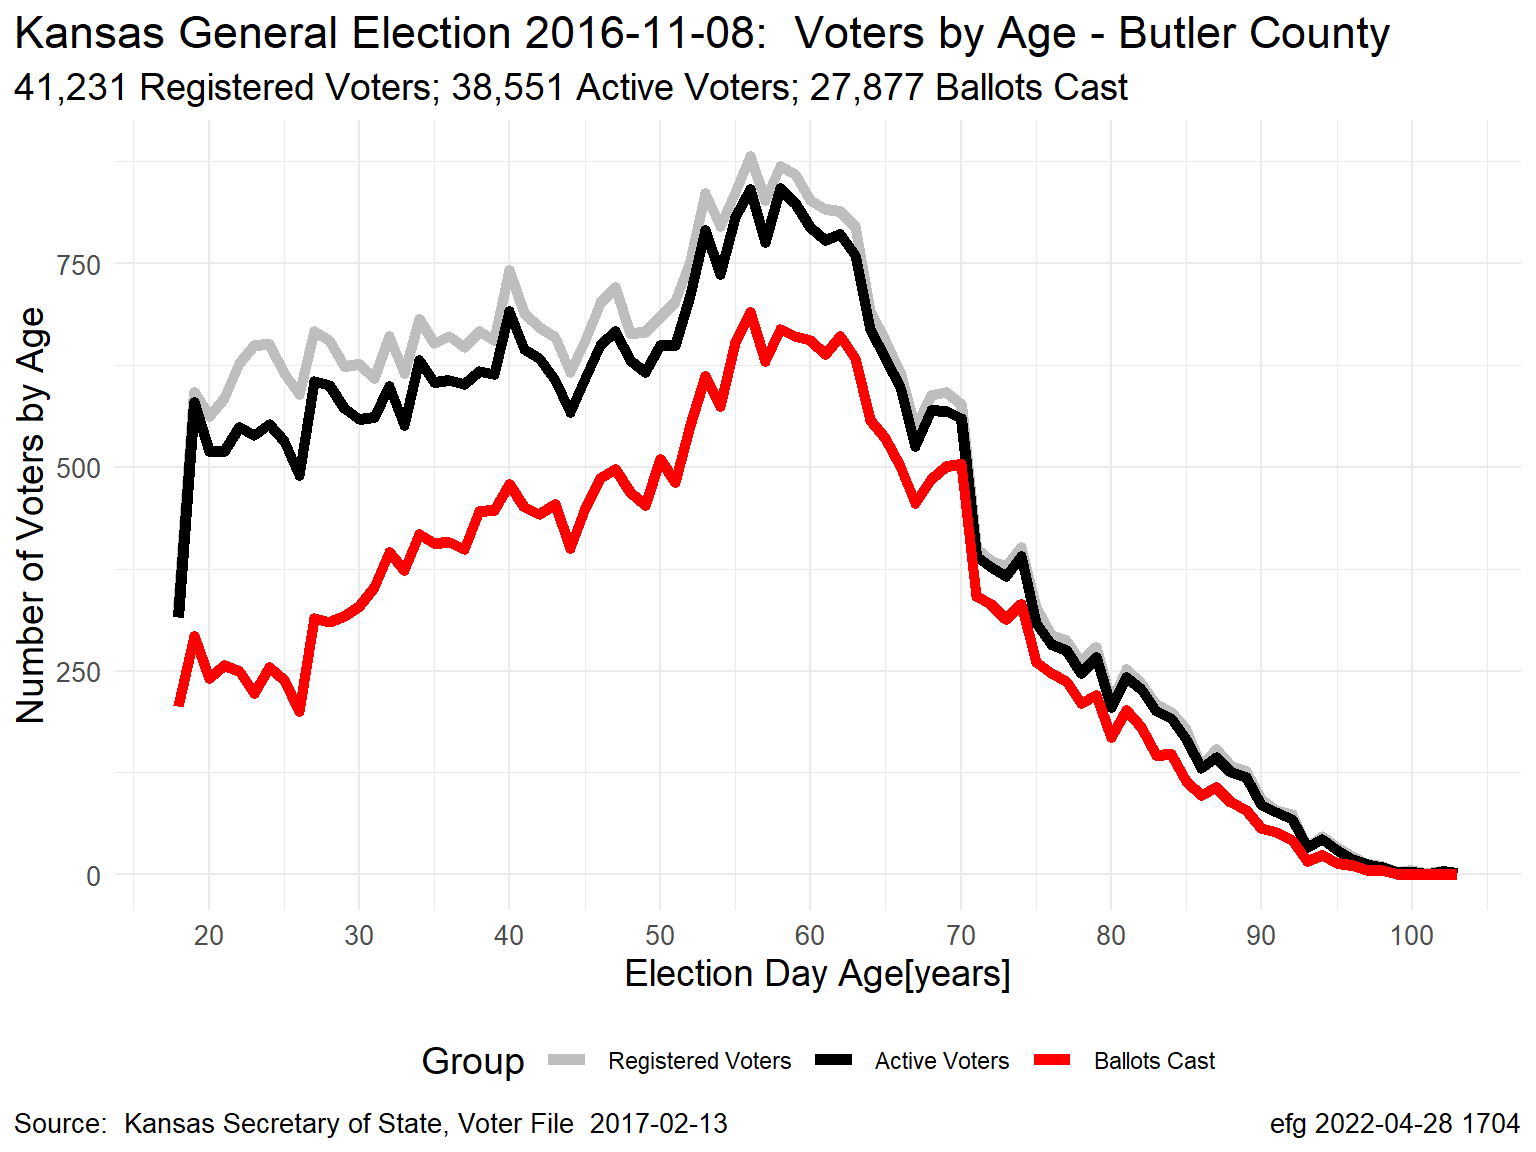 Kansas General Election 2016-11-08:  Voters by Age - Butler County
41,231 Registered Voters; 38,551 Active Voters; 27,877 Ballots Cast
Number of Voters by Age
750
500
250
0
20 30 40 50 60 70 80 90 100
Election Day Age[years]
Group Registered Voters Active Voters Ballots Cast
Source:  Kansas Secretary of State, Voter File  2017-02-13
efg 2022-04-28 1704